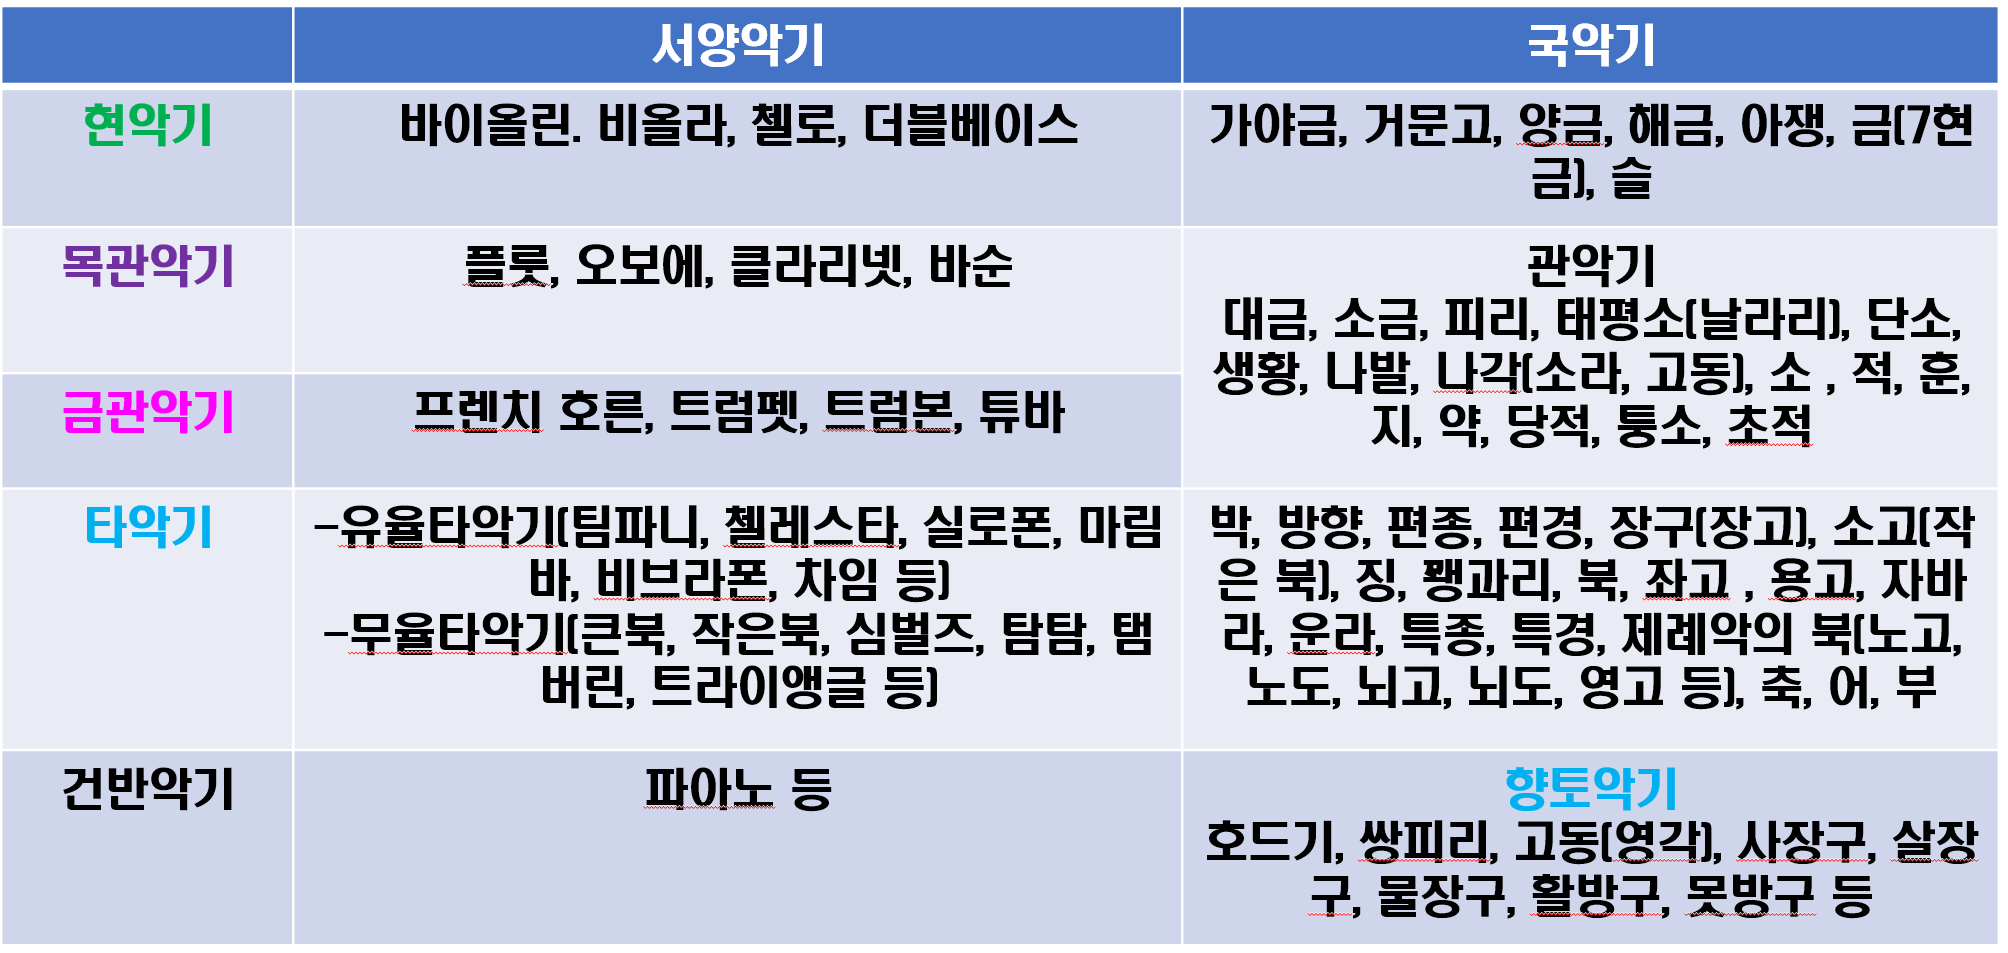 서양악기
국악기
현악기
바이올린. 비올라, 첼로, 더블베이스
가야금, 거문고, 양금, 해금, 아쟁, 금(7현
금), 슬
목관악기
플룻, 오보에, 클라리넷, 바순
관악기
대금, 소금, 피리, 태평소(날라리), 단소,
생황, 나발, 나각(소라, 고동), 소 , 적, 훈,
지, 약, 당적, 퉁소, 초적
금관악기
프렌치 호른, 트럼펫, 트럼본, 튜바
타악기
-유율타악기(팀파니, 첼레스타, 실로폰, 마림
바, 비브라폰, 차임 등)
-무율타악기(큰북, 작은북, 심벌즈, 탐탐, 탬
버린, 트라이앵글 등)
박, 방향, 편종, 편경, 장구(장고), 소고(작
은 북), 징, 꽹과리, 북, 좌고 , 용고, 자바
라, 운라, 특종, 특경, 제례악의 북(노고,
노도, 뇌고, 뇌도, 영고 등), 축, 어, 부
건반악기
파아노 등
향토악기
호드기, 쌍피리, 고동(영각), 사장구, 살장
구, 물장구, 활방구, 못방구 등